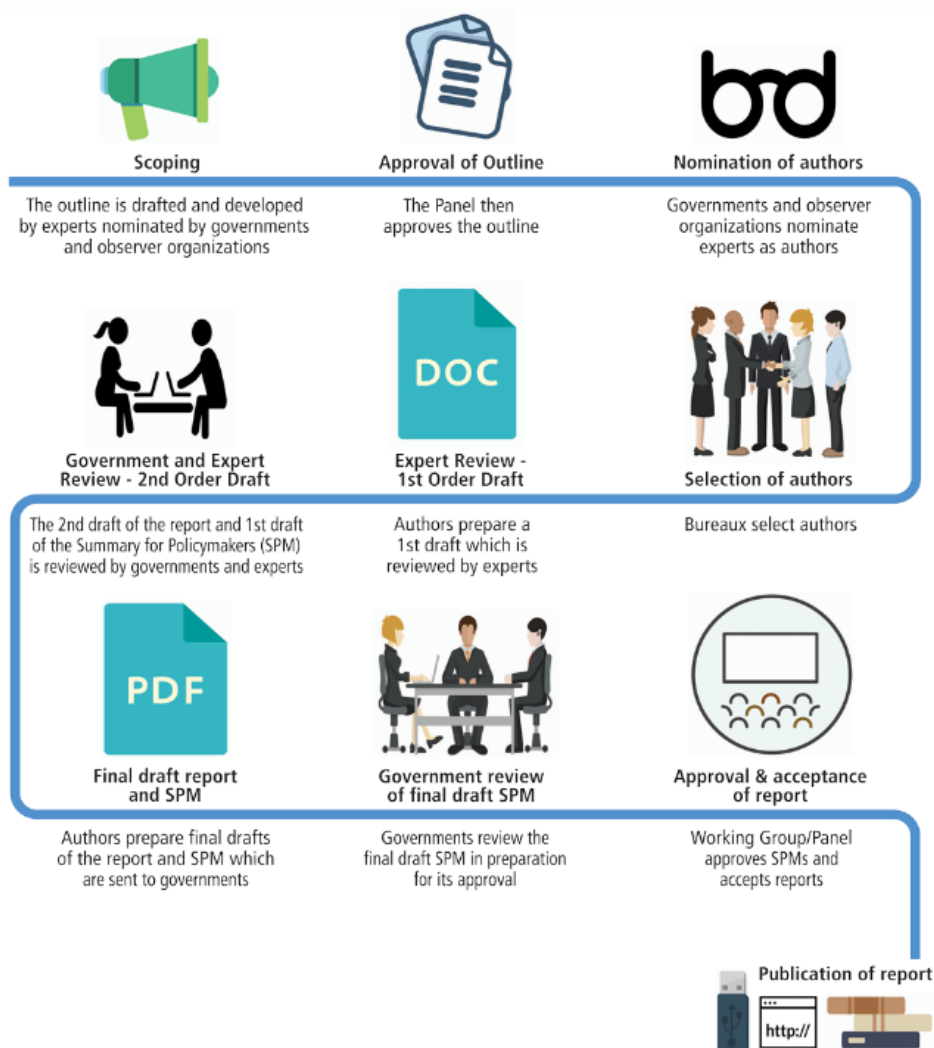 Scoping
The outline is drafted and developed
by experts nominated by governments
and observer organizations
Approval of Outline
The Panel then
approves the outline
Nomination of authors
Governments and observer
organizations nominate
experts as authors
Selection of authors
Bureaux select authors
DOC
Expert Review -
1st Order Draft
Authors prepare a
1st draft which is
reviewed by experts
Government and Expert
Review - 2nd Order Draft
The 2nd draft of the report and 1st draft
of the Summary for Policymakers (SPM)
is reviewed by governments and experts
PDF
Final draft report
and SPM
Authors prepare final drafts
of the report and SPM which
are sent to governments
Government review
of final draft SPM
Governments review the
final draft SPM in preparation
for its approval
Approval & acceptance
of report
Working Group/Panel
approves SPMs and
accepts reports
Publication of report
http://